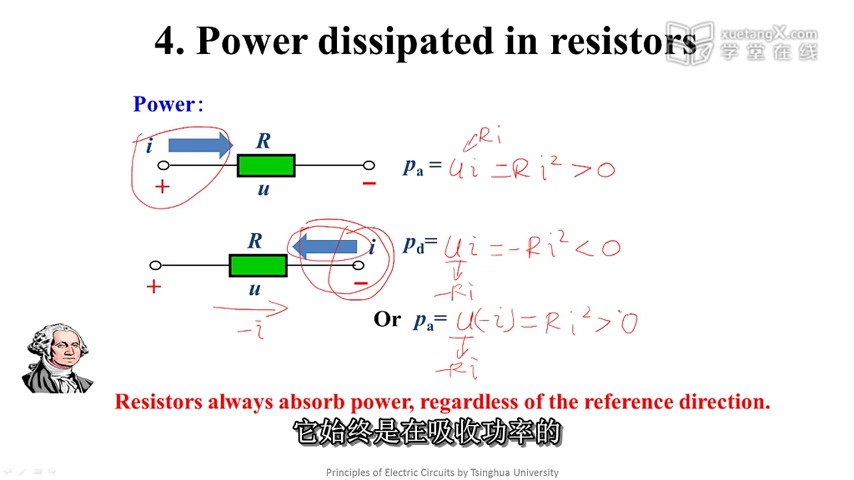 4. Power dissipated in resistors
xuetangX.com
学堂在线
Power:
i R
+ u −
p_a = ui = Ri² > 0
Ri
R i
+ u −
p_d= ui = -Ri² < 0
-Ri
-i
Or p_a= u(-i) = Ri² > 0
-Ri
Resistors always absorb power, regardless of the reference direction.
它始终是在吸收功率的
Principles of Electric Circuits by Tsinghua University